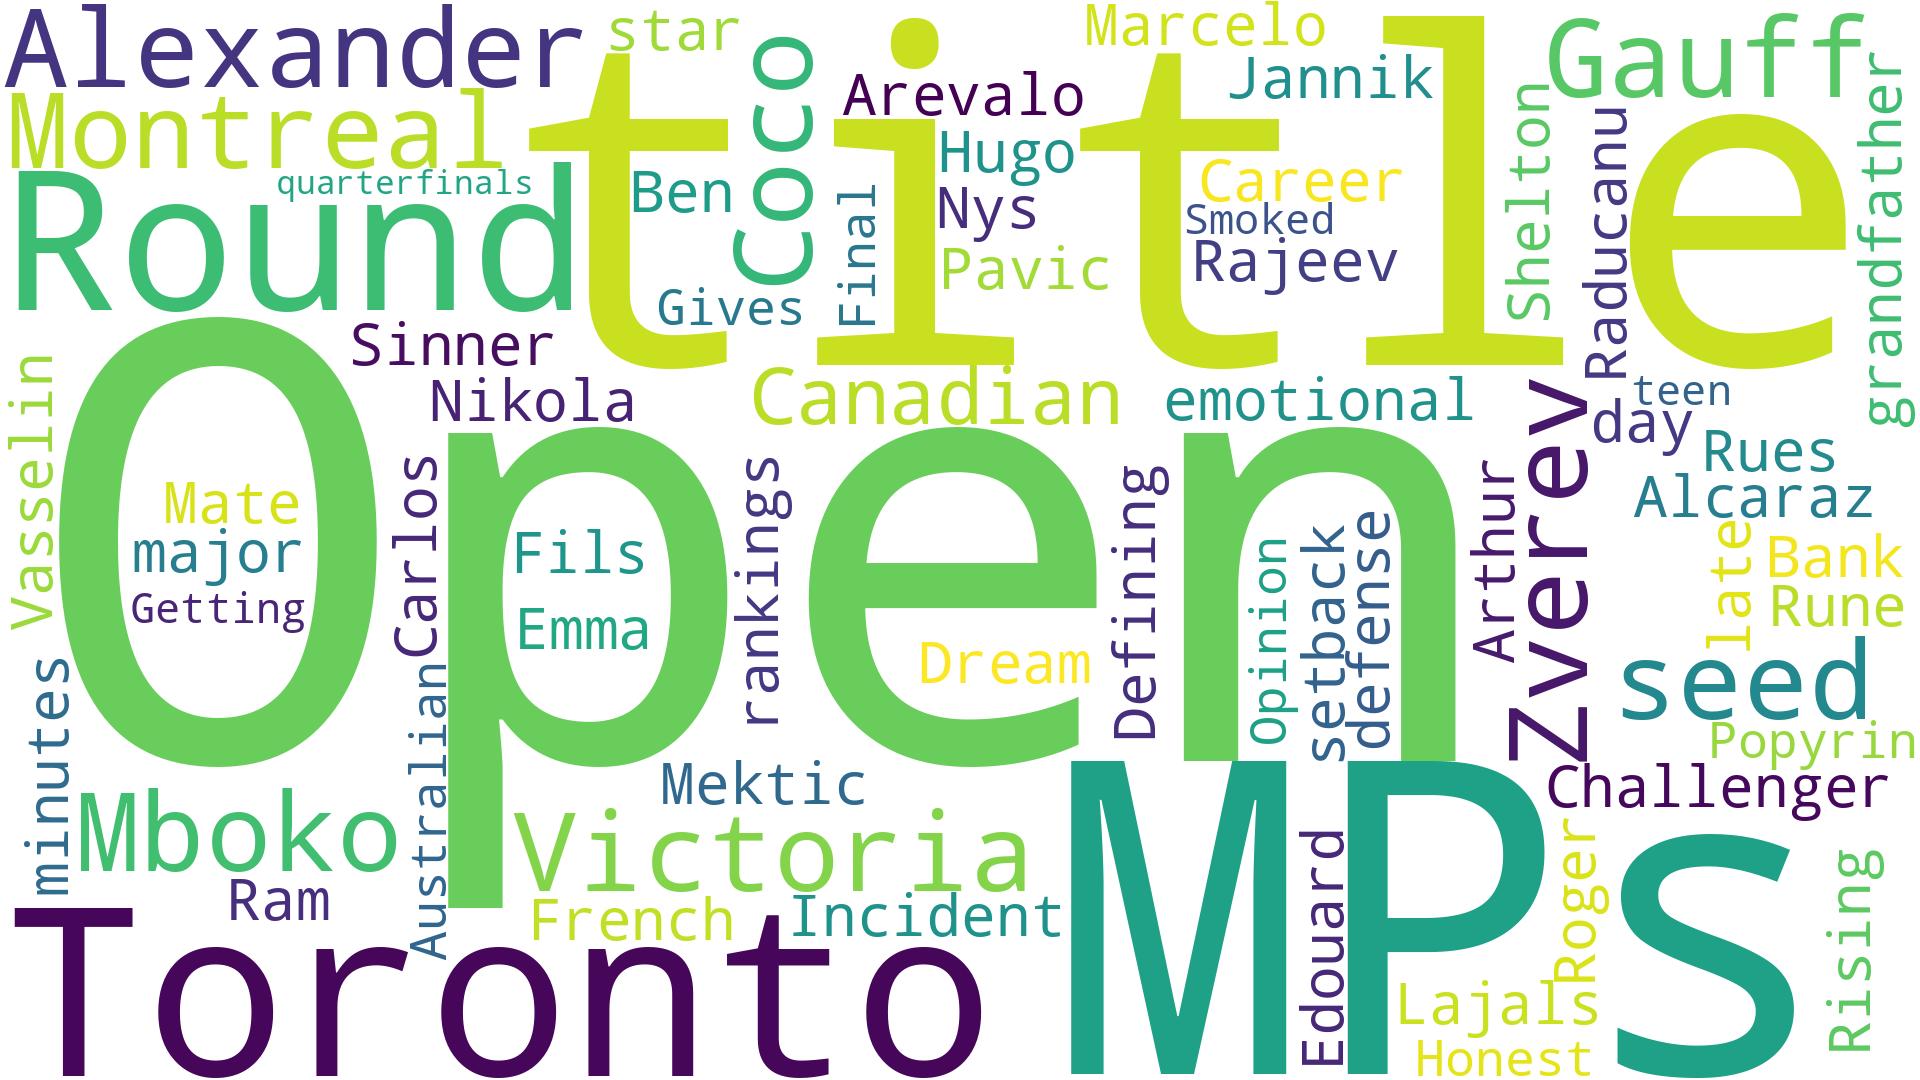 Alexander
star
Marcelo
Gauff
Montreal
Coco
title
Arevalo
Jannik
Shelton
Raducanu
grandfather
Round
quarterfinals
Ben
Hugo
Nys
Career
Smoked
Rajeev
Gives
Final
Pavic
Sinner
Nikola
Canadian
emotional
Zverev
teen
day
Rues
Alcaraz
Vasselin
Open
Mate
major
Getting
Carlos
Fils
Emma
rankings
Dream
Defining
Opinion
setback
defense
Arthur
late
Bank
Rune
seed
Popyrin
minutes
Australian
Mboko
Ram
Mektic
Victoria
French
Incident
MPs
Challenger
Toronto
Edouard
Roger
Lajals
Honest
Rising